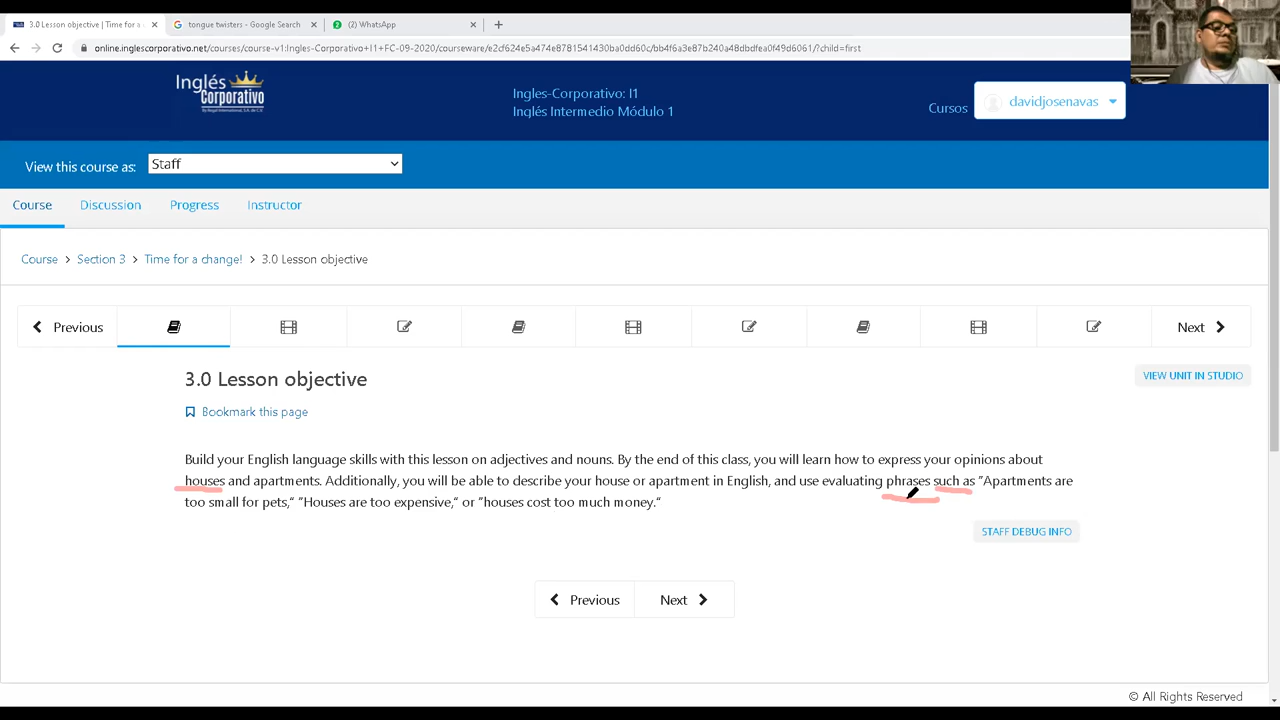 3.0 Lesson objective | Time for a
tongue twisters - Google Search
(2) WhatsApp
online.inglescorporativo.net/courses/course-v1:Ingles-Corporativo+I1+FC-09-2020/courseware/e2cf624e5a474e8781541430ba0dd60c/bb4f6a3e87b240a48dbdfea0f49d6061/?child=first
Inglés
Corporativo
By Regal International, S.A. de C.V.
Ingles-Corporativo: I1
Inglés Intermedio Módulo 1
Cursos
davidjosenavas
View this course as:
Staff
Course
Discussion
Progress
Instructor
Course > Section 3 > Time for a change! > 3.0 Lesson objective
Previous
Next
3.0 Lesson objective
VIEW UNIT IN STUDIO
Bookmark this page
Build your English language skills with this lesson on adjectives and nouns. By the end of this class, you will learn how to express your opinions about
houses and apartments. Additionally, you will be able to describe your house or apartment in English, and use evaluating phrases such as ”Apartments are
too small for pets,“ ”Houses are too expensive,“ or ”houses cost too much money.“
STAFF DEBUG INFO
Previous
Next
© All Rights Reserved